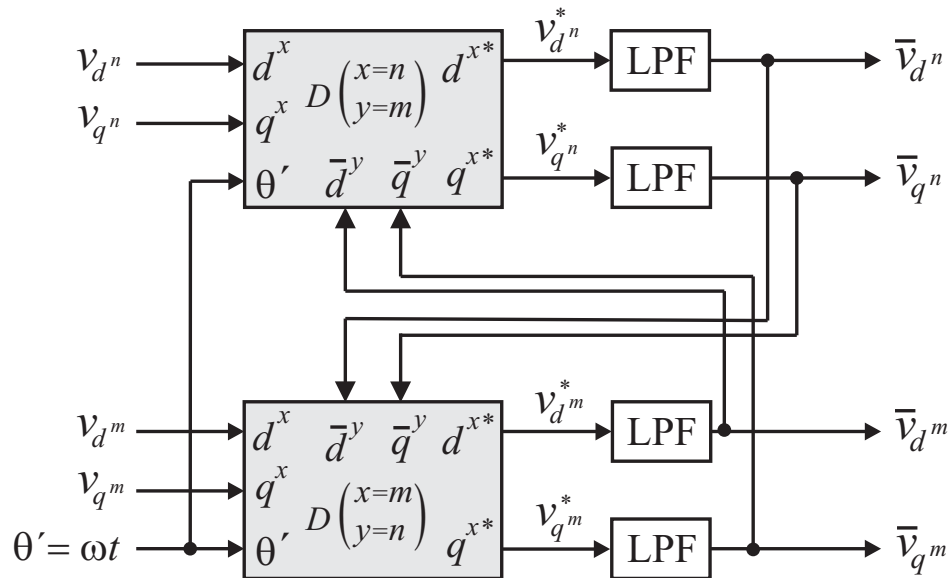 v_{d^n} d^x D(x=n y=m) d^{x*} v^*_{d^n} LPF v̄_{d^n}
v_{q^n} q^x v^*_{q^n} LPF v̄_{q^n}
θ´ d̄^y q̄^y q^{x*}
v_{d^m} d^x d̄^y q̄^y d^{x*} v^*_{d^m} LPF v̄_{d^m}
v_{q^m} q^x D(x=m y=n) v^*_{q^m} LPF v̄_{q^m}
θ´= ωt θ´ q^{x*}